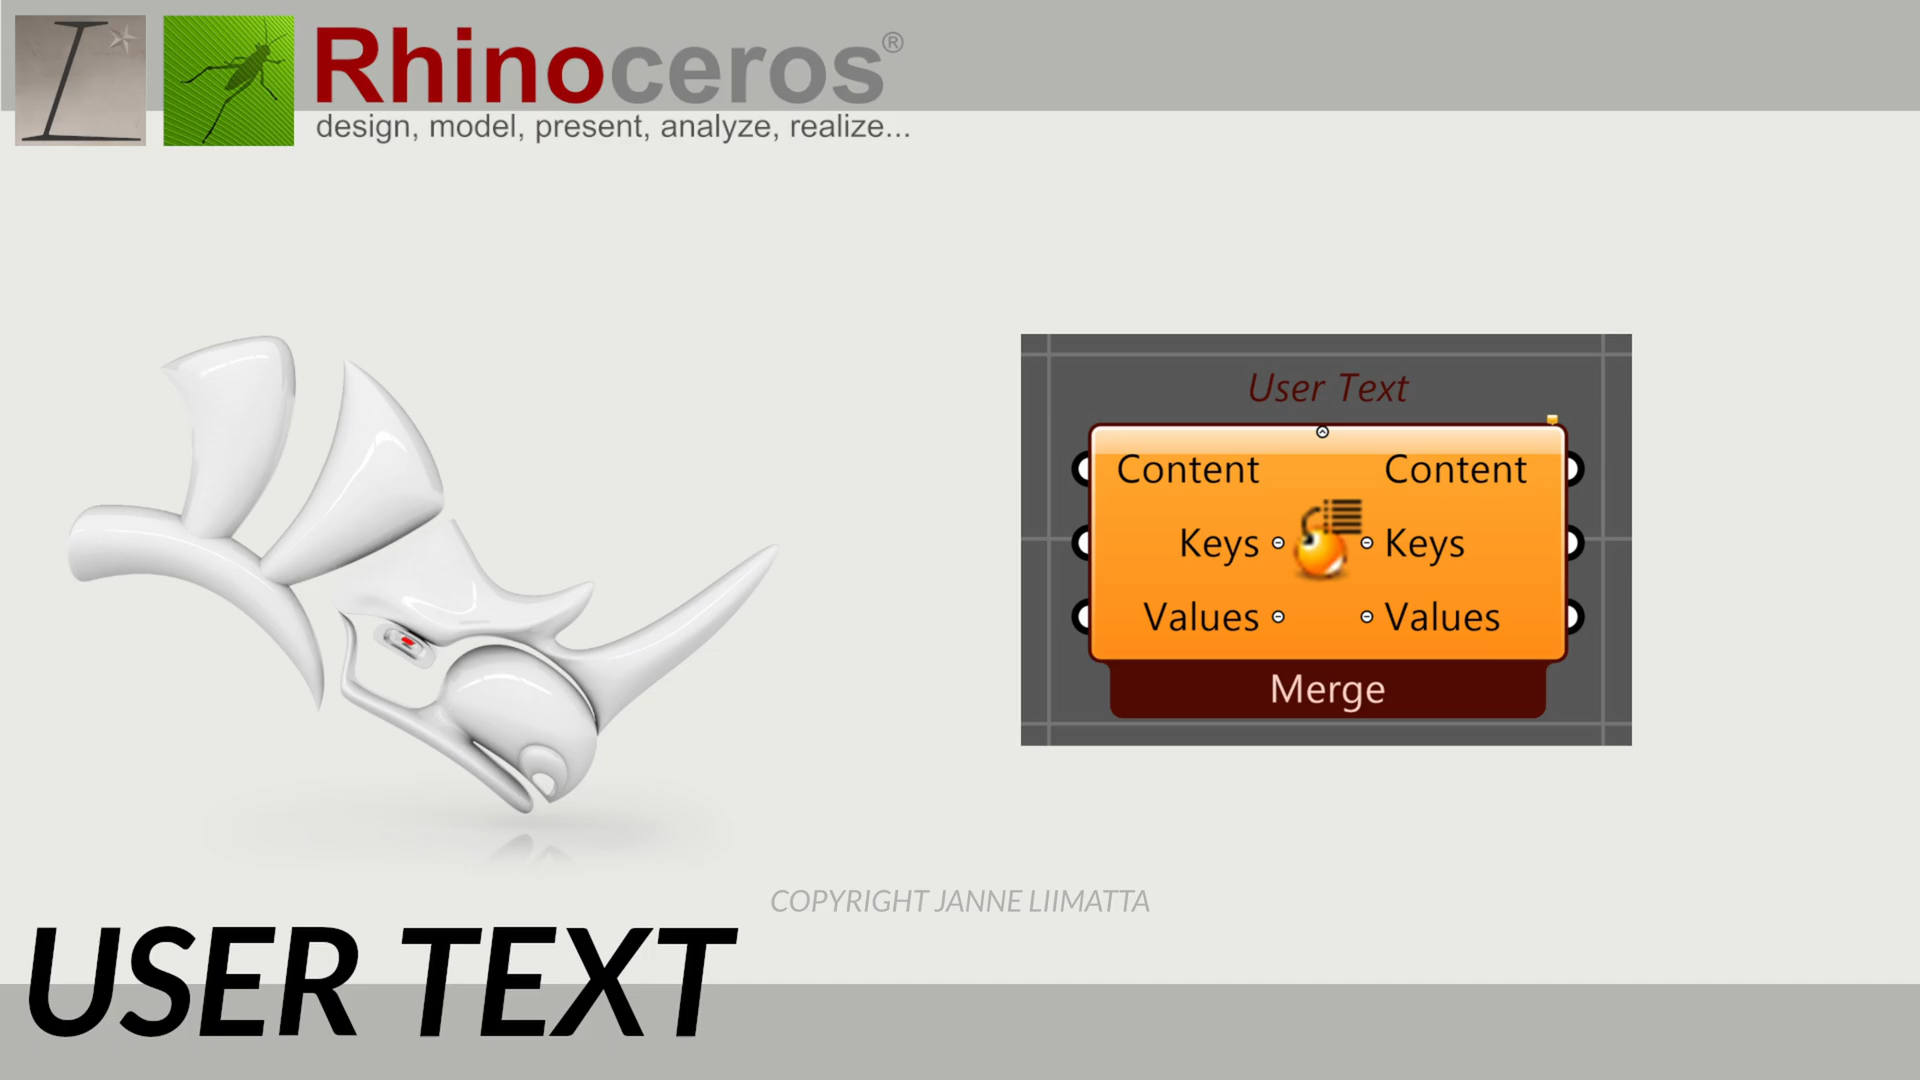 Rhinoceros®
design, model, present, analyze, realize...
User Text
Content Content
Keys Keys
Values Values
Merge
COPYRIGHT JANNE LIIMATTA
USER TEXT